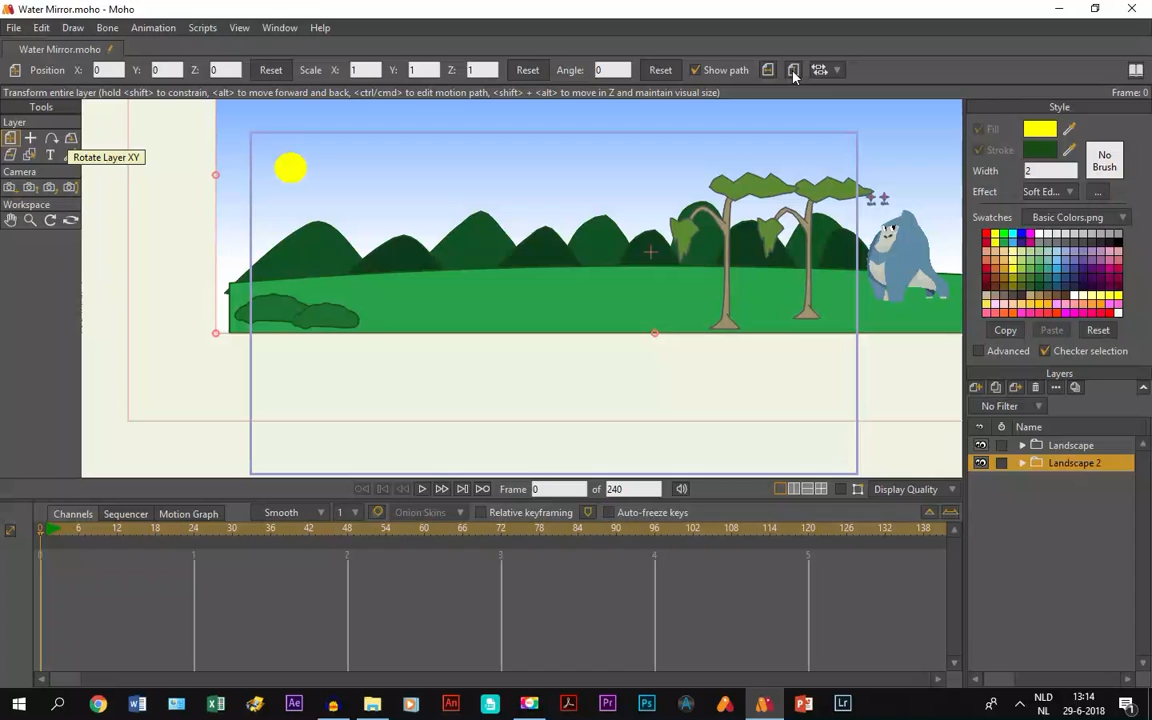 Water Mirror.moho - Moho
File Edit Draw Bone Animation Scripts View Window Help
Water Mirror.moho
Position X: 0 Y: 0 Z: 0 Reset Scale X: 1 Y: 1 Z: 1 Reset Angle: 0 Reset Show path
Transform entire layer (hold <shift> to constrain, <alt> to move forward and back, <ctrl/cmd> to edit motion path, <shift> + <alt> to move in Z and maintain visual size) Frame: 0
Tools
Layer
T
Rotate Layer XY
Camera
Workspace
Style
Fill
Stroke
No
Brush
Width 2
Effect Soft Ed... ...
Swatches Basic Colors.png
Copy Paste Reset
Advanced Checker selection
Layers
No Filter
Name
Landscape
Landscape 2
Frame 0 of 240 Display Quality
Channels Sequencer Motion Graph Smooth 1 Onion Skins Relative keyframing Auto-freeze keys
0 6 12 18 24 30 36 42 48 54 60 66 72 78 84 90 96 102 108 114 120 126 132 138
0 1 2 3 4 5
NLD 13:14
NL 29-6-2018